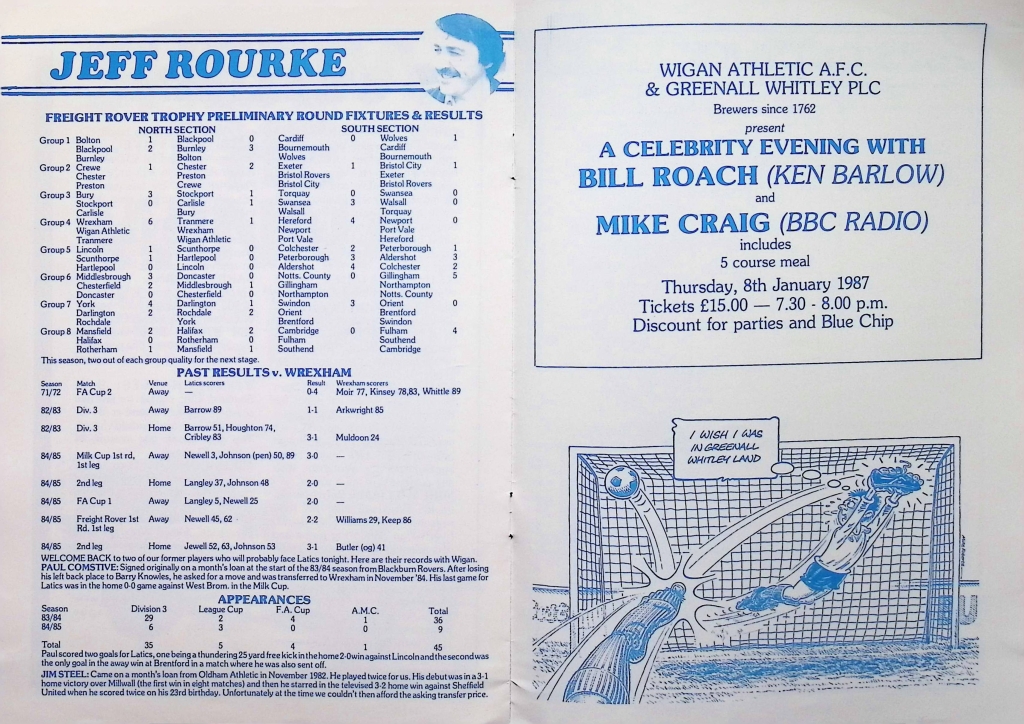 JEFF ROURKE
FREIGHT ROVER TROPHY PRELIMINARY ROUND FIXTURES & RESULTS
NORTH SECTION SOUTH SECTION
Group 1 Bolton 1 Blackpool 0 Cardiff 0 Wolves 1
Blackpool 2 Burnley 3 Bournemouth Cardiff
Burnley Bolton Wolves Bournemouth
Group 2 Crewe 1 Chester 2 Exeter 1 Bristol City 1
Chester Preston Bristol Rovers Exeter
Preston Crewe Bristol City Bristol Rovers
Group 3 Bury 3 Stockport 1 Torquay 0 Swansea 0
Stockport 0 Carlisle 1 Swansea 3 Walsall 0
Carlisle Bury Walsall Torquay
Group 4 Wrexham 6 Tranmere 1 Hereford 4 Newport 0
Wigan Athletic Wrexham Newport Port Vale
Tranmere Wigan Athletic Port Vale Hereford
Group 5 Lincoln 1 Scunthorpe 0 Colchester 2 Peterborough 1
Scunthorpe 1 Hartlepool 0 Peterborough 3 Aldershot 3
Hartlepool 0 Lincoln 0 Aldershot 4 Colchester 2
Group 6 Middlesbrough 3 Doncaster 0 Notts. County 0 Gillingham 5
Chesterfield 2 Middlesbrough 1 Gillingham Northampton
Doncaster 0 Chesterfield 0 Northampton Notts. County
Group 7 York 4 Darlington 1 Swindon 3 Orient 0
Darlington 2 Rochdale 2 Orient Brentford
Rochdale York Brentford Swindon
Group 8 Mansfield 2 Halifax 2 Cambridge 0 Fulham 4
Halifax 0 Rotherham 0 Fulham Southend
Rotherham 1 Mansfield 1 Southend Cambridge
This season, two out of each group quality for the next stage.
PAST RESULTS v. WREXHAM
Season Match Venue Latics scorers Result Wrexham scorers
71/72 FA Cup 2 Away — 0-4 Moir 77, Kinsey 78,83, Whittle 89
82/83 Div. 3 Away Barrow 89 1-1 Arkwright 85
82/83 Div. 3 Home Barrow 51, Houghton 74,
Cribley 83 3-1 Muldoon 24
84/85 Milk Cup 1st rd, Away Newell 3, Johnson (pen) 50, 89 3-0 —
1st leg
84/85 2nd leg Home Langley 37, Johnson 48 2-0 —
84/85 FA Cup 1 Away Langley 5, Newell 25 2-0 —
84/85 Freight Rover 1st Away Newell 45, 62 2-2 Williams 29, Keep 86
Rd. 1st leg
84/85 2nd leg Home Jewell 52, 63, Johnson 53 3-1 Butler (og) 41
WELCOME BACK to two of our former players who will probably face Latics tonight. Here are their records with Wigan.
PAUL COMSTIVE: Signed originally on a month's loan at the start of the 83/84 season from Blackburn Rovers. After losing
his left back place to Barry Knowles, he asked for a move and was transferred to Wrexham in November '84. His last game for
Latics was in the home 0-0 game against West Brom. in the Milk Cup.
APPEARANCES
Season Division 3 League Cup F.A. Cup A.M.C. Total
83/84 29 2 4 1 36
84/85 6 3 0 0 9
Total 35 5 4 1 45
Paul scored two goals for Latics, one being a thundering 25 yard free kick in the home 2-0 win against Lincoln and the second was
the only goal in the away win at Brentford in a match where he was also sent off.
JIM STEEL: Came on a month's loan from Oldham Athletic in November 1982. He played twice for us. His debut was in a 3-1
home victory over Millwall (the first win in eight matches) and then he starred in the televised 3-2 home win against Sheffield
United when he scored twice on his 23rd birthday. Unfortunately at the time we couldn't then afford the asking transfer price.
WIGAN ATHLETIC A.F.C.
& GREENALL WHITLEY PLC
Brewers since 1762
present
A CELEBRITY EVENING WITH
BILL ROACH (KEN BARLOW)
and
MIKE CRAIG (BBC RADIO)
includes
5 course meal
Thursday, 8th January 1987
Tickets £15.00 — 7.30 - 8.00 p.m.
Discount for parties and Blue Chip
I WISH I WAS
IN GREENALL
WHITLEY LAND